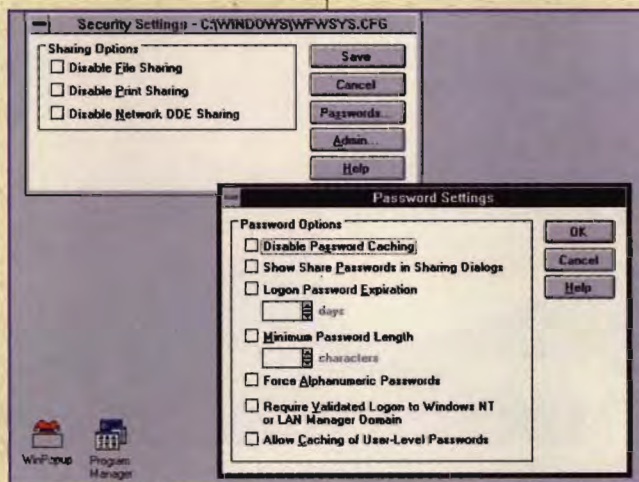 Security Settings - C:\WINDOWS\WFWSYS.CFG
Sharing Options
Disable File Sharing
Disable Print Sharing
Disable Network DDE Sharing
Save
Cancel
Passwords...
Admin...
Help
Password Settings
Password Options
Disable Password Caching
Show Share Passwords in Sharing Dialogs
Logon Password Expiration
days
Minimum Password Length
characters
Force Alphanumeric Passwords
Require Validated Logon to Windows NT
or LAN Manager Domain
Allow Caching of User-Level Passwords
OK
Cancel
Help
WinPopup
Program
Manager